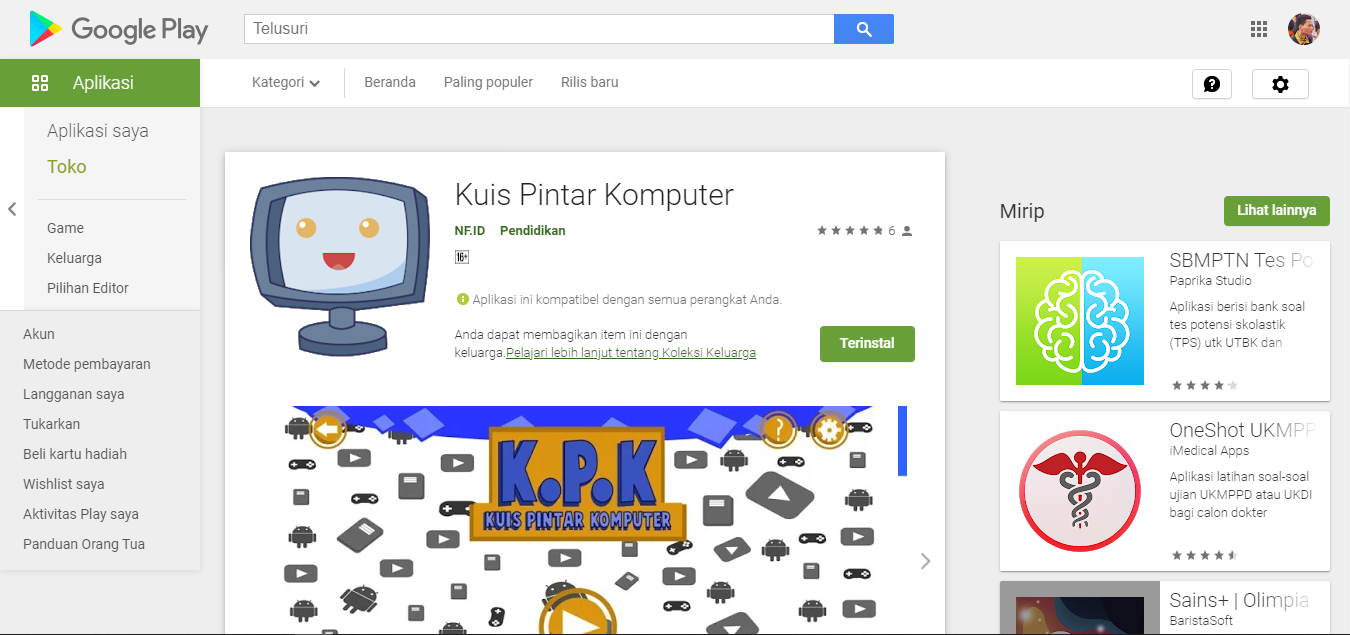 Google Play
Telusuri
Aplikasi
Kategori
Beranda
Paling populer
Rilis baru
Aplikasi saya
Toko
Game
Keluarga
Pilihan Editor
Akun
Metode pembayaran
Langganan saya
Tukarkan
Beli kartu hadiah
Wishlist saya
Aktivitas Play saya
Panduan Orang Tua
Kuis Pintar Komputer
NF.ID Pendidikan
6
16+
Aplikasi ini kompatibel dengan semua perangkat Anda.
Anda dapat membagikan item ini dengan
keluarga.Pelajari lebih lanjut tentang Koleksi Keluarga
Terinstal
K.P.K
KUIS PINTAR KOMPUTER
?
Mirip
Lihat lainnya
SBMPTN Tes Po
Paprika Studio
Aplikasi berisi bank soal
tes potensi skolastik
(TPS) utk UTBK dan
OneShot UKMPP
iMedical Apps
Aplikasi latihan soal-soal
ujian UKMPPD atau UKDI
bagi calon dokter
Sains+ | Olimpia
BaristaSoft